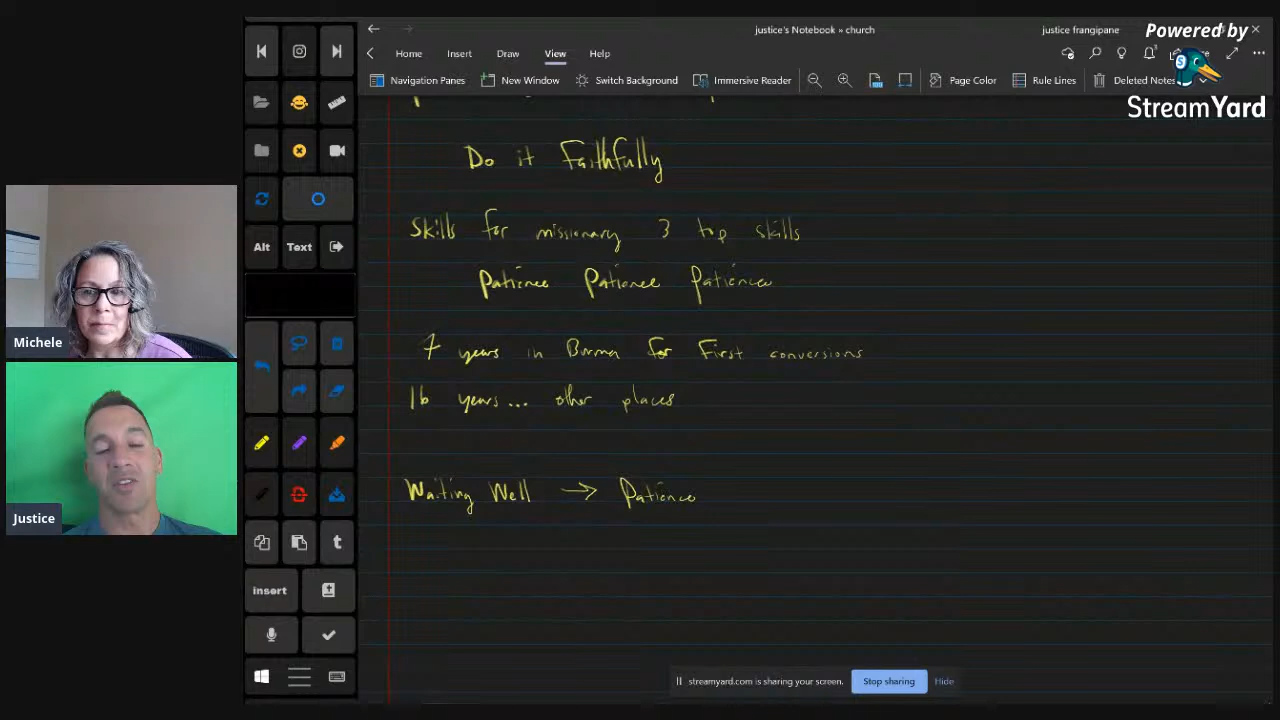 justice's Notebook » church
justice frangipane
Powered by
StreamYard
Home Insert Draw View Help
Navigation Panes New Window Switch Background Immersive Reader Page Color Rule Lines Deleted Notes
Do it Faithfully
Skills for missionary 3 top skills
Patience Patience Patience
7 years in Burma for First conversions
16 years... other places
Waiting Well → Patience
Alt Text
t
insert
Michele
Justice
streamyard.com is sharing your screen. Stop sharing Hide